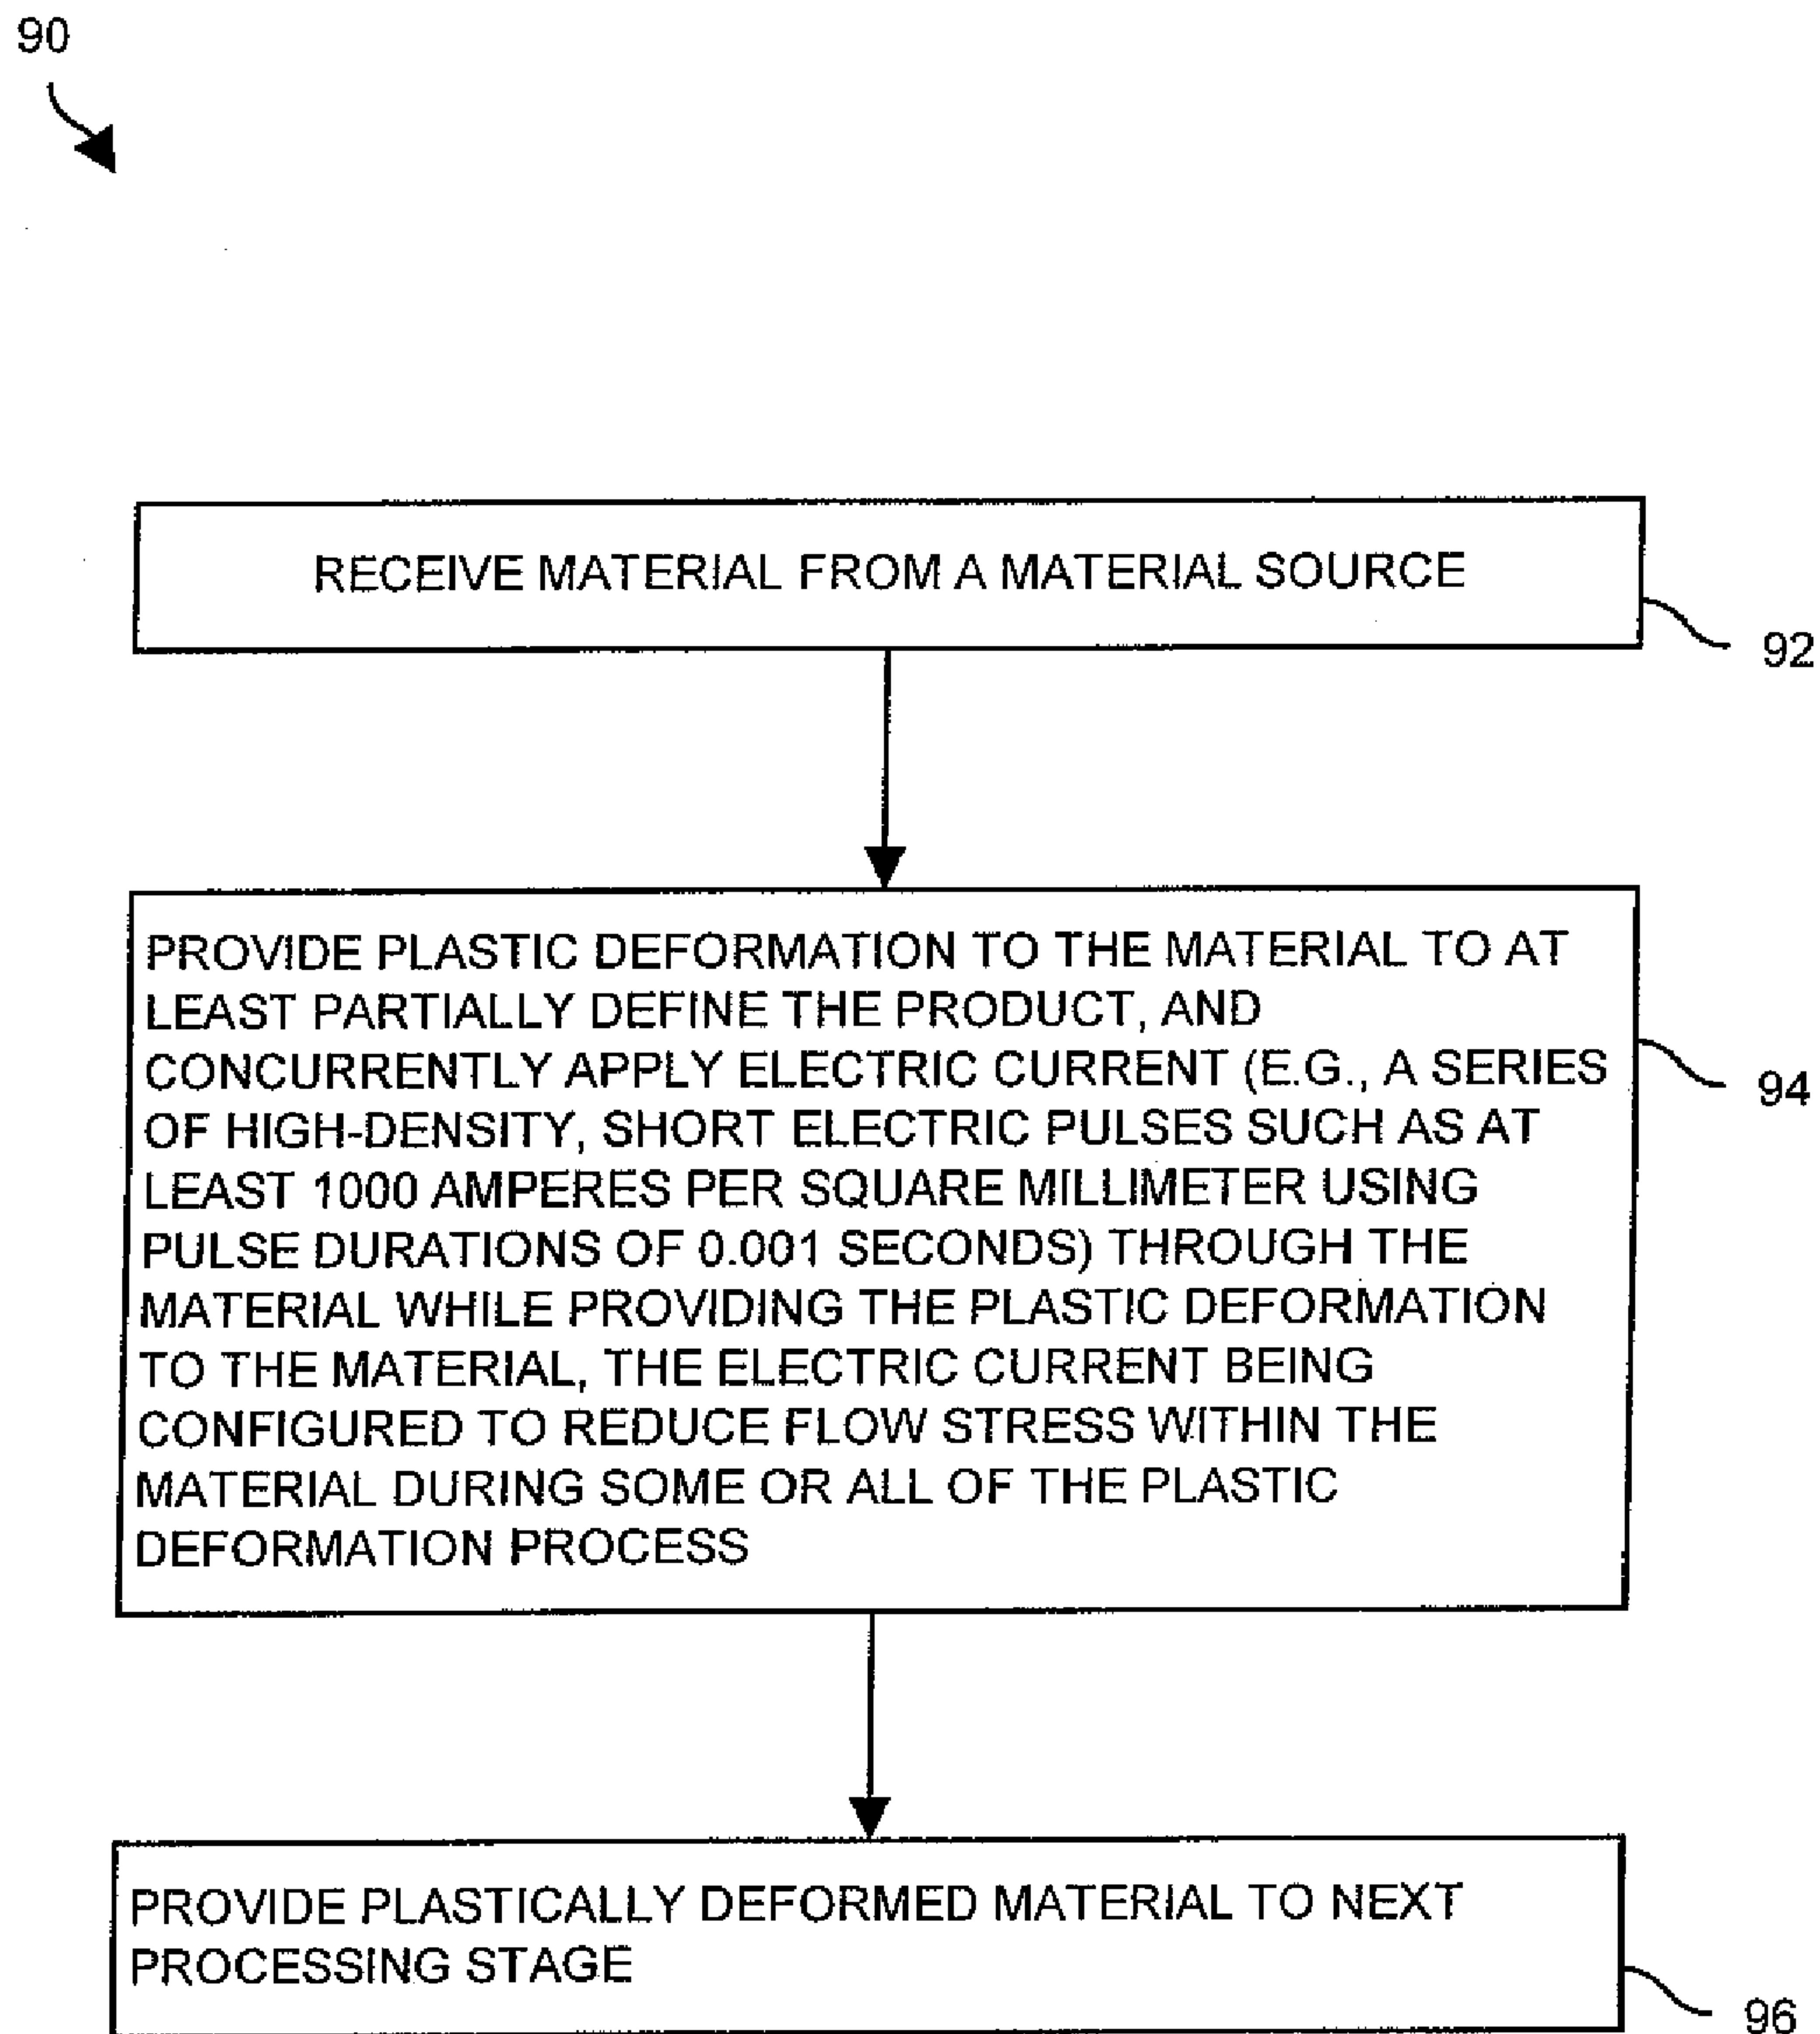 90
RECEIVE MATERIAL FROM A MATERIAL SOURCE
92
PROVIDE PLASTIC DEFORMATION TO THE MATERIAL TO AT
LEAST PARTIALLY DEFINE THE PRODUCT, AND
CONCURRENTLY APPLY ELECTRIC CURRENT (E.G., A SERIES
OF HIGH-DENSITY, SHORT ELECTRIC PULSES SUCH AS AT
LEAST 1000 AMPERES PER SQUARE MILLIMETER USING
PULSE DURATIONS OF 0.001 SECONDS) THROUGH THE
MATERIAL WHILE PROVIDING THE PLASTIC DEFORMATION
TO THE MATERIAL, THE ELECTRIC CURRENT BEING
CONFIGURED TO REDUCE FLOW STRESS WITHIN THE
MATERIAL DURING SOME OR ALL OF THE PLASTIC
DEFORMATION PROCESS
94
PROVIDE PLASTICALLY DEFORMED MATERIAL TO NEXT
PROCESSING STAGE
96